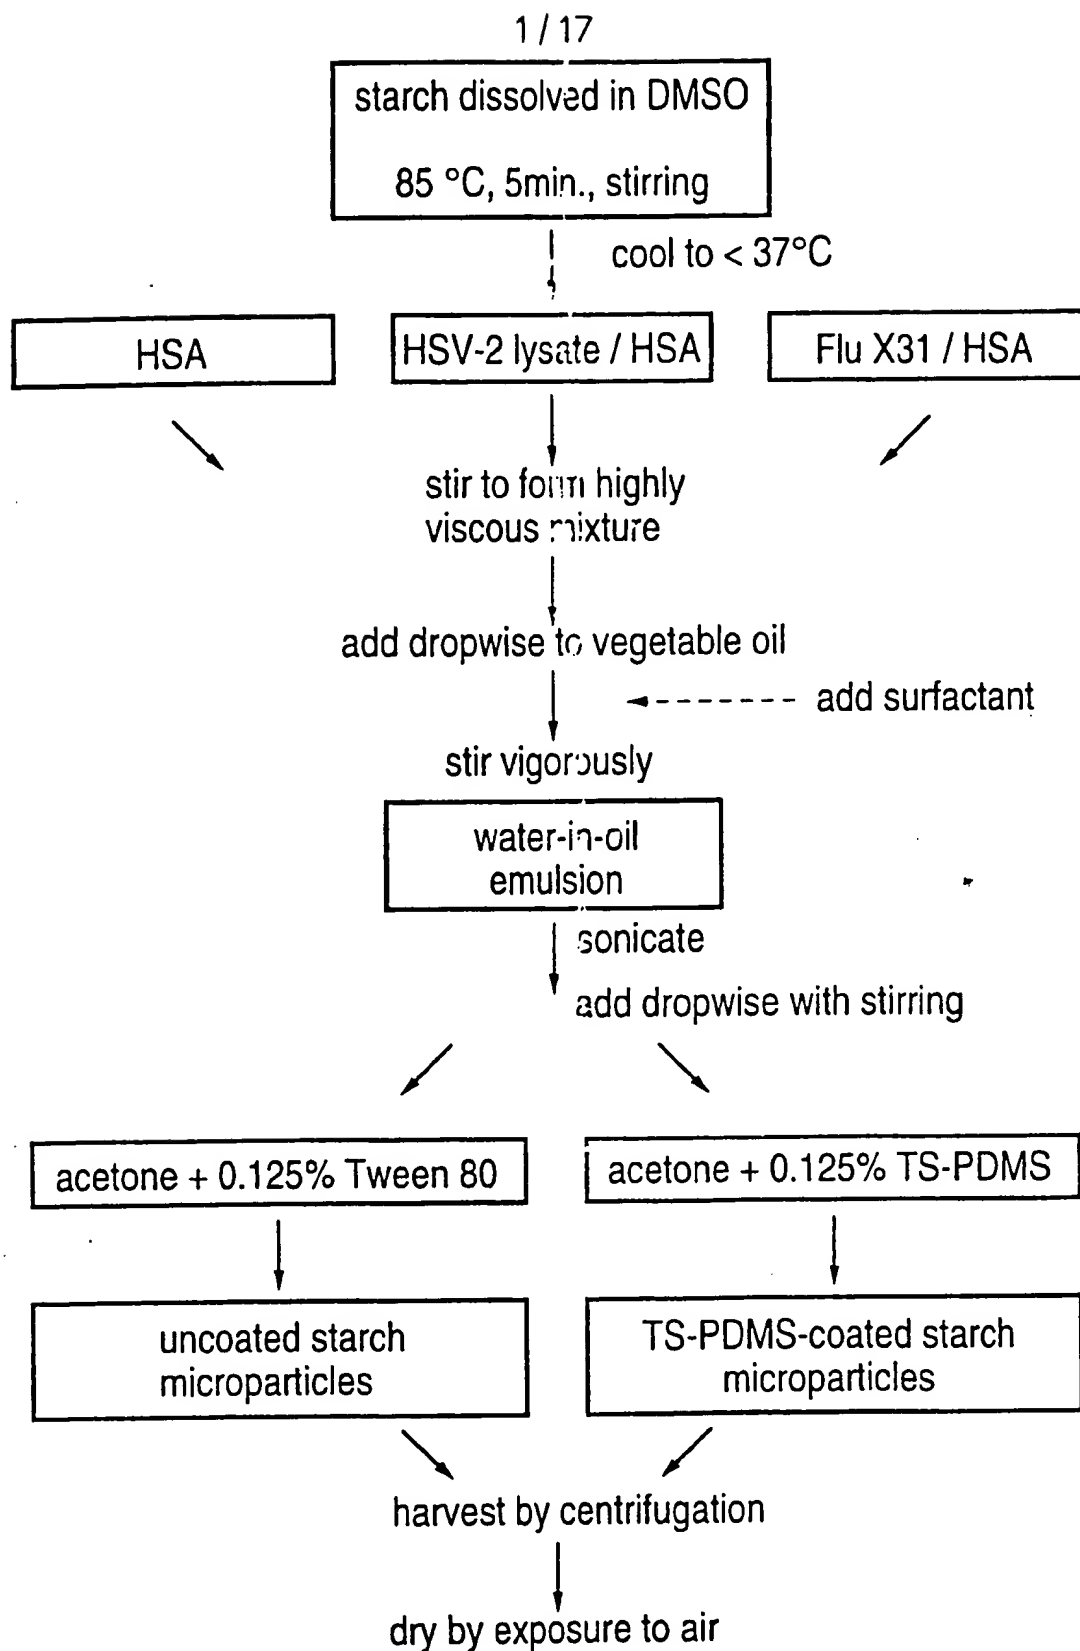 1 / 17
starch dissolved in DMSO
85 °C, 5min., stirring
cool to < 37°C
HSA
HSV-2 lysate / HSA
Flu X31 / HSA
stir to form highly
viscous mixture
add dropwise to vegetable oil
add surfactant
stir vigorously
water-in-oil
emulsion
sonicate
add dropwise with stirring
acetone + 0.125% Tween 80
acetone + 0.125% TS-PDMS
uncoated starch
microparticles
TS-PDMS-coated starch
microparticles
harvest by centrifugation
dry by exposure to air